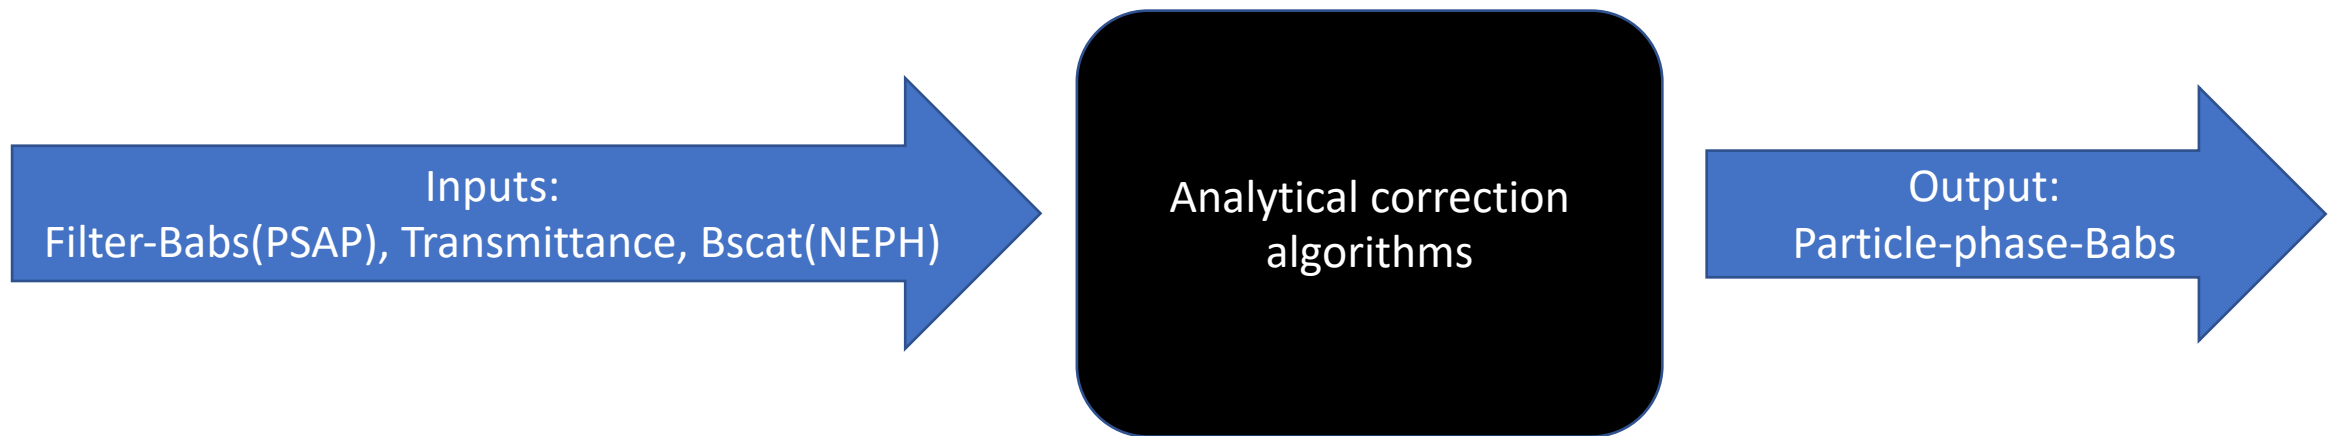 Inputs:
Filter-Babs(PSAP), Transmittance, Bscat(NEPH)
Analytical correction
algorithms
Output:
Particle-phase-Babs